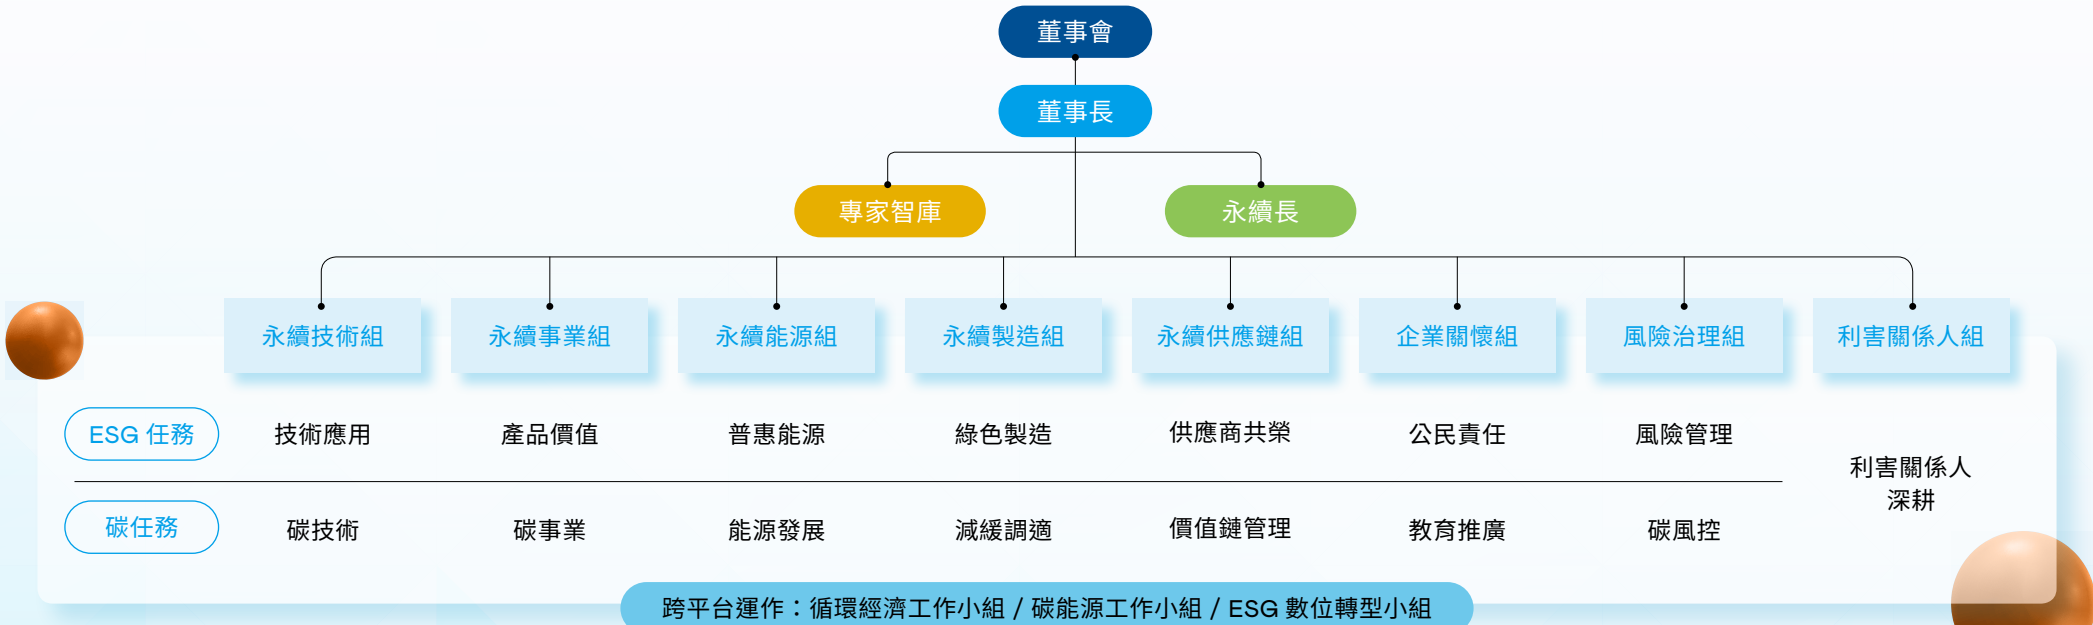 董事會
董事長
專家智庫
永續長
永續技術組
永續事業組
永續能源組
永續製造組
永續供應鏈組
企業關懷組
風險治理組
利害關係人組
ESG 任務
技術應用
產品價值
普惠能源
綠色製造
供應商共榮
公民責任
風險管理
利害關係人
深耕
碳任務
碳技術
碳事業
能源發展
減緩調適
價值鏈管理
教育推廣
碳風控
跨平台運作：循環經濟工作小組 / 碳能源工作小組 / ESG 數位轉型小組